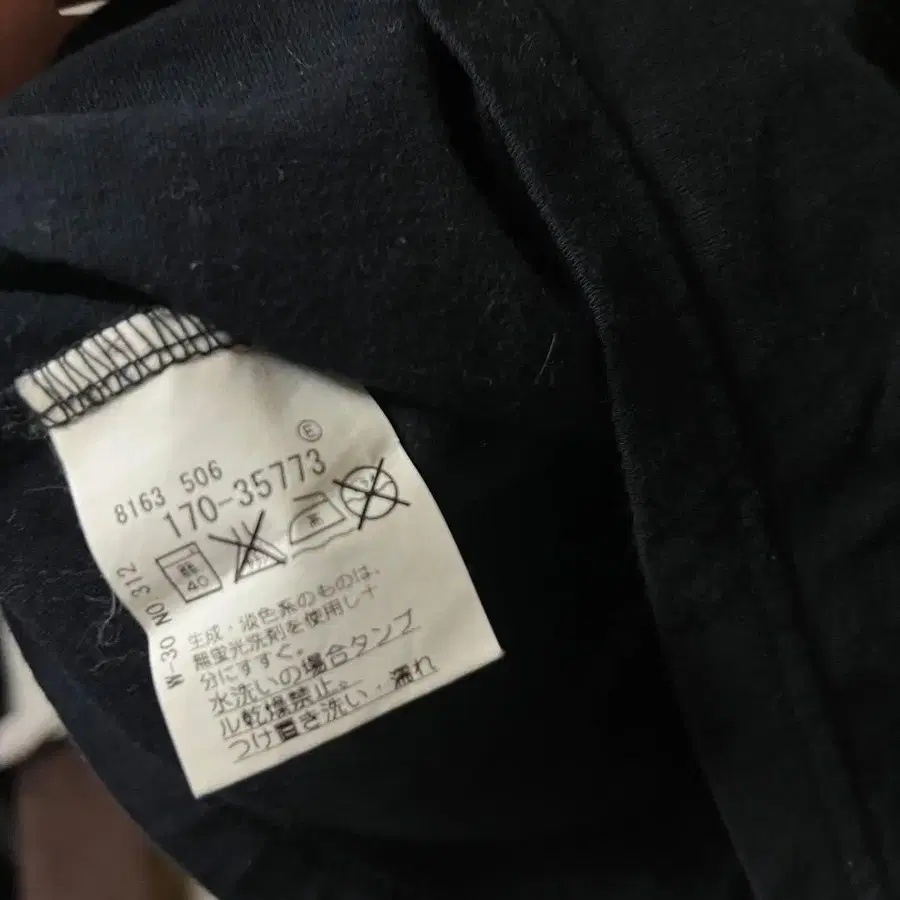 E
8163 506
170-35773
40
高
W-30 NO 312
生成・淡色系のものは、
無蛍光洗剤を使用し十
分にすすぐ。
水洗いの場合タンブ
ル乾燥禁止。
つけ置き洗い・濡れ